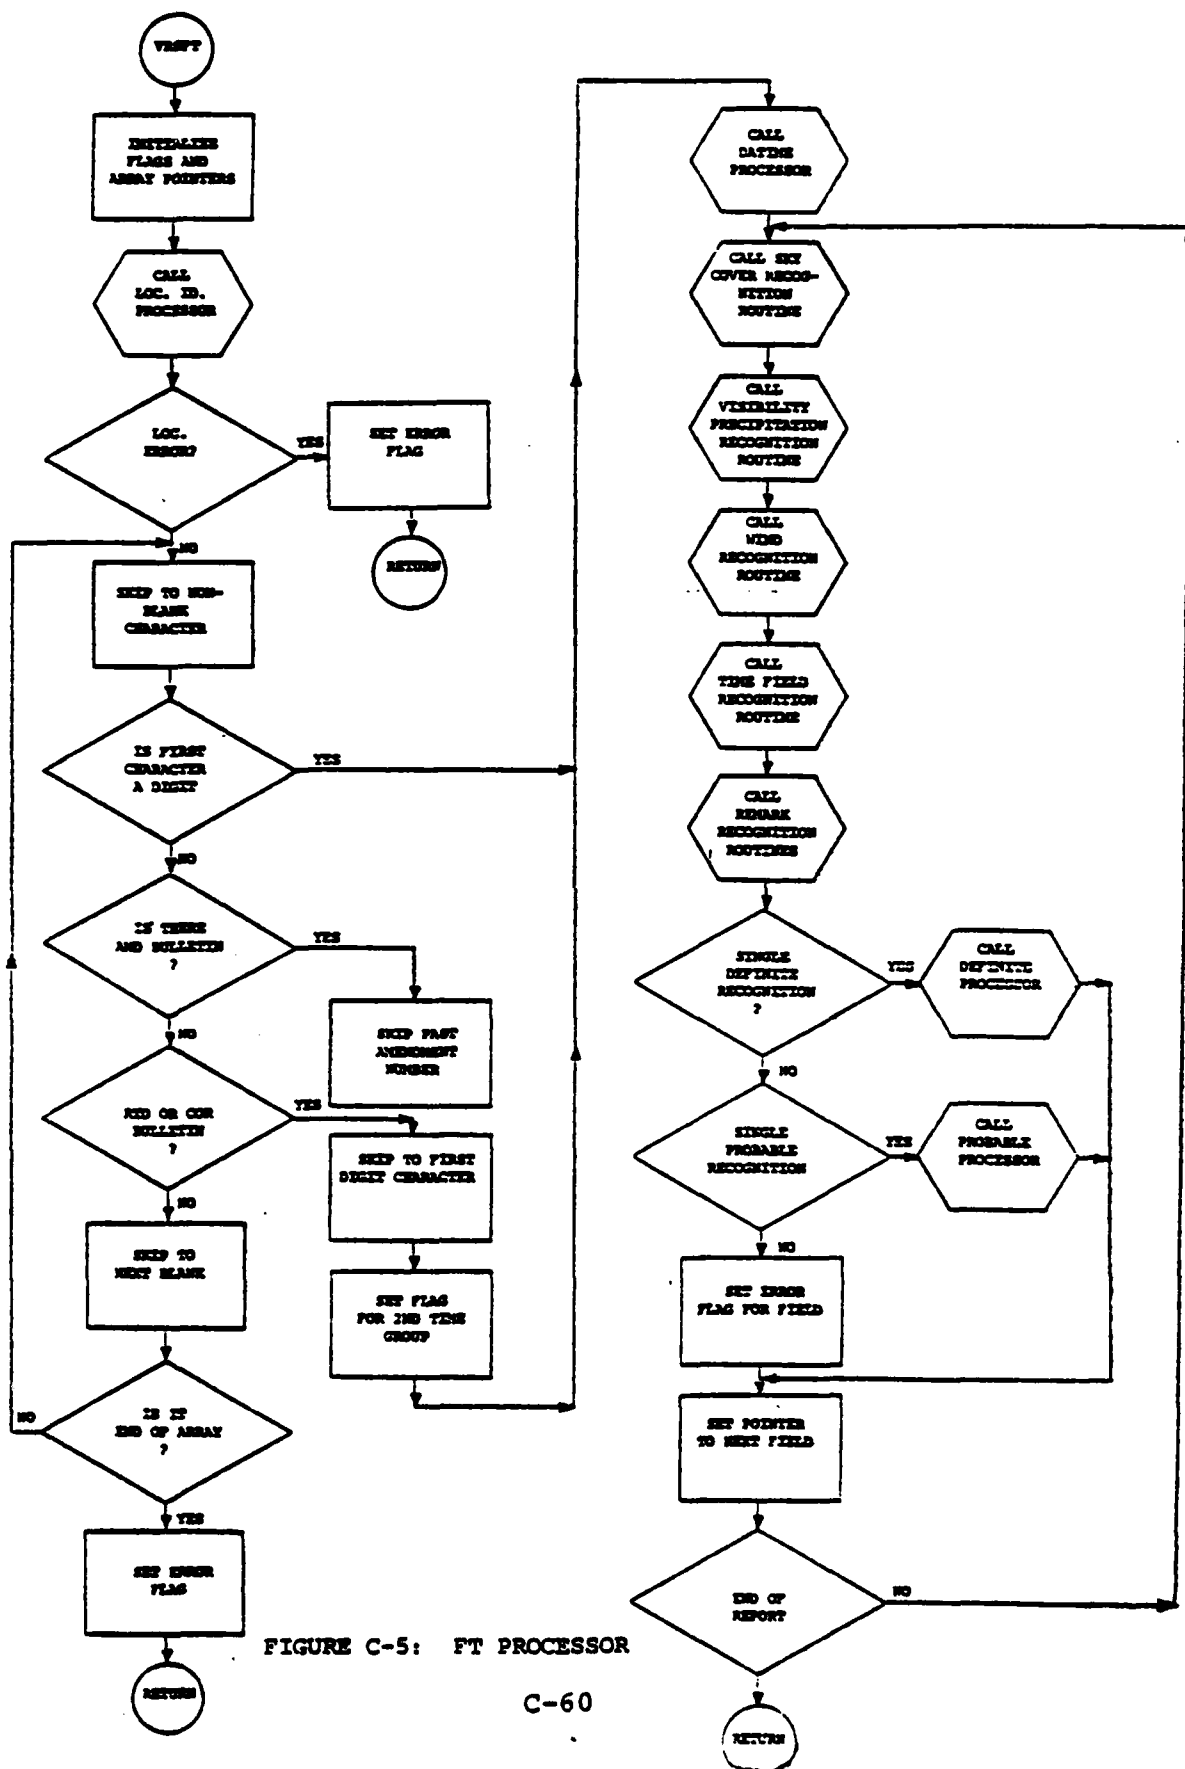 VRSFT
INITIALIZE
FLAGS AND
ARRAY POINTERS
CALL
LOC. ID.
PROCESSOR
LOC.
ERROR?
YES
SET ERROR
FLAG
RETURN
NO
SKIP TO NON-
BLANK
CHARACTER
IS FIRST
CHARACTER
A DIGIT
YES
NO
IS THERE
AND BULLETIN
?
YES
SKIP PAST
AMENDMENT
NUMBER
NO
RTD OR COR
BULLETIN
?
YES
SKIP TO FIRST
DIGIT CHARACTER
SET FLAG
FOR 2ND TIME
GROUP
NO
SKIP TO
NEXT BLANK
IS IT
END OF ARRAY
?
NO
YES
SET ERROR
FLAG
RETURN
CALL
DATIME
PROCESSOR
CALL SKY
COVER RECOG-
NITION
ROUTINE
CALL
VISIBILITY
PRECIPITATION
RECOGNITION
ROUTINE
CALL
WIND
RECOGNITION
ROUTINE
CALL
TIME FIELD
RECOGNITION
ROUTINE
CALL
REMARK
RECOGNITION
ROUTINES
SINGLE
DEFINITE
RECOGNITION
?
YES
CALL
DEFINITE
PROCESSOR
NO
SINGLE
PROBABLE
RECOGNITION
YES
CALL
PROBABLE
PROCESSOR
NO
SET ERROR
FLAG FOR FIELD
SET POINTER
TO NEXT FIELD
END OF
REPORT
NO
RETURN
FIGURE C-5: FT PROCESSOR
C-60